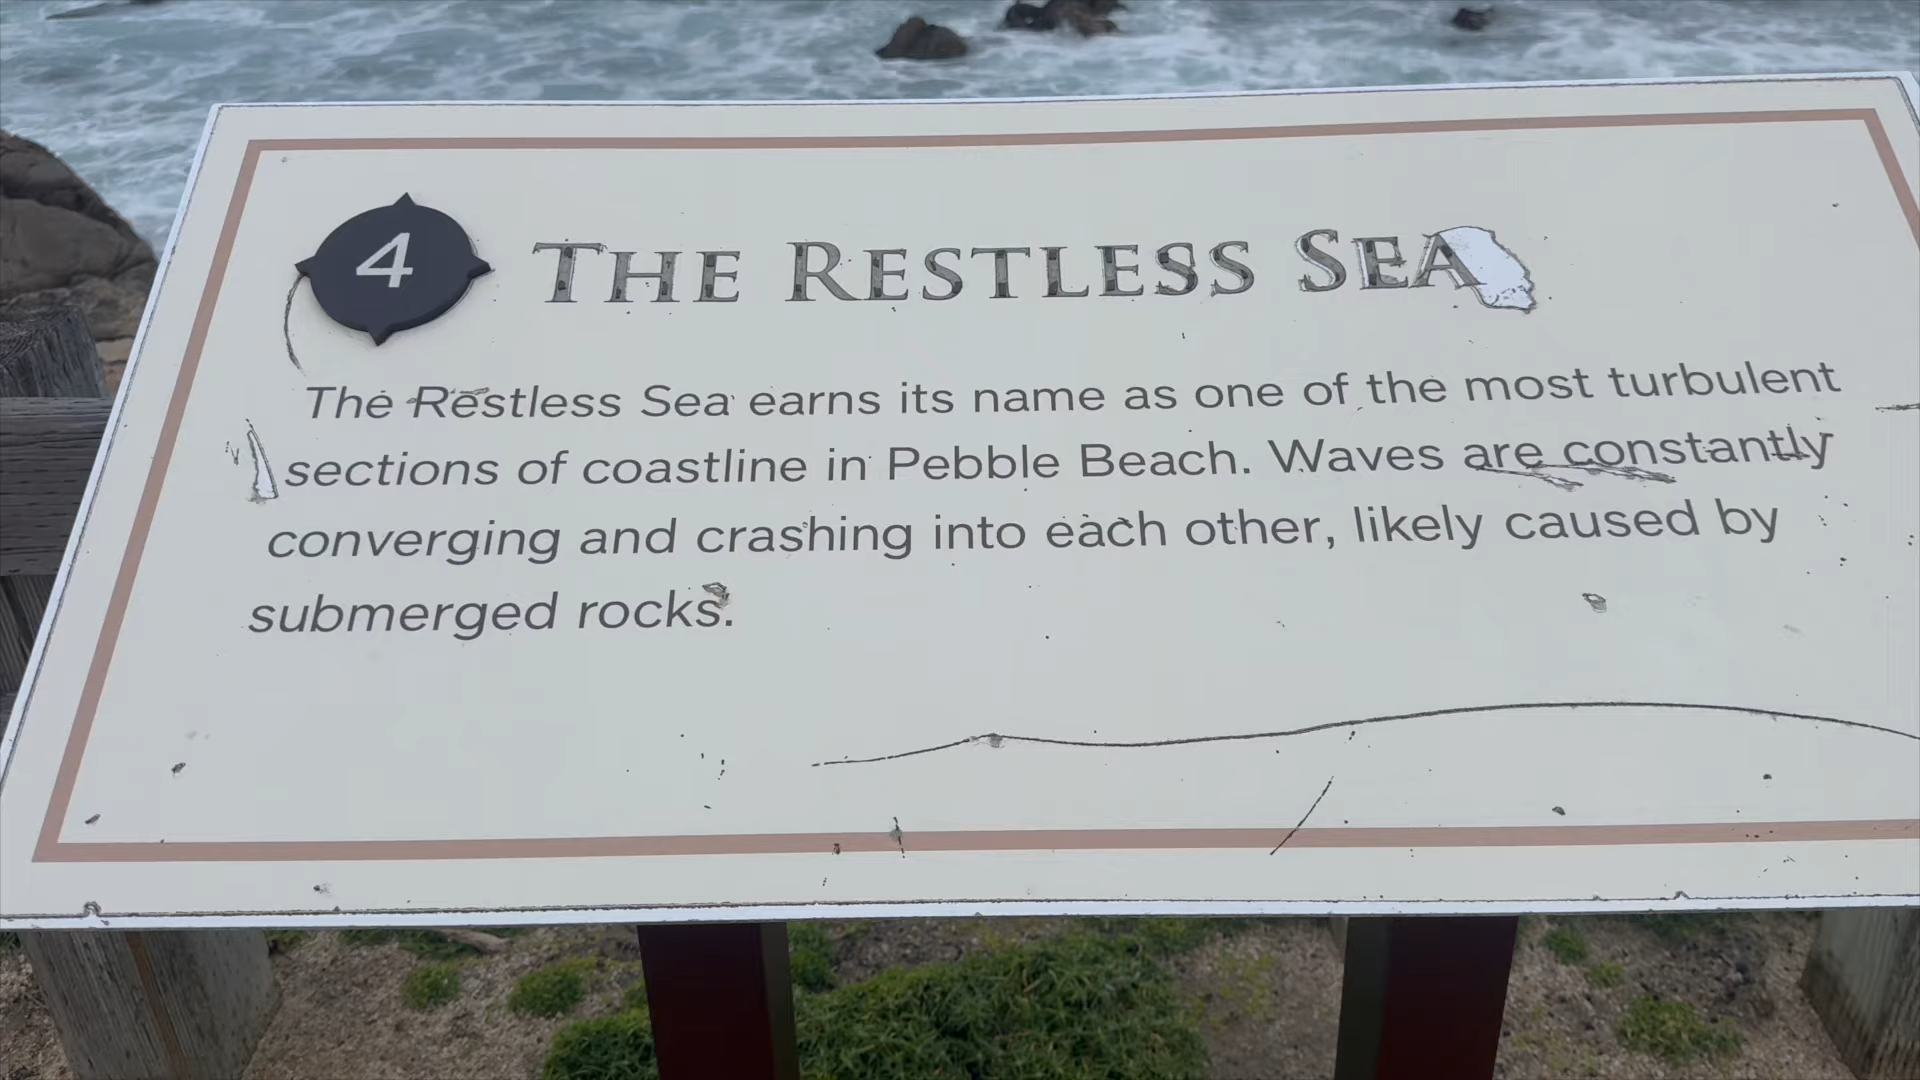 4 THE RESTLESS SEA
The Restless Sea earns its name as one of the most turbulent
sections of coastline in Pebble Beach. Waves are constantly
converging and crashing into each other, likely caused by
submerged rocks.